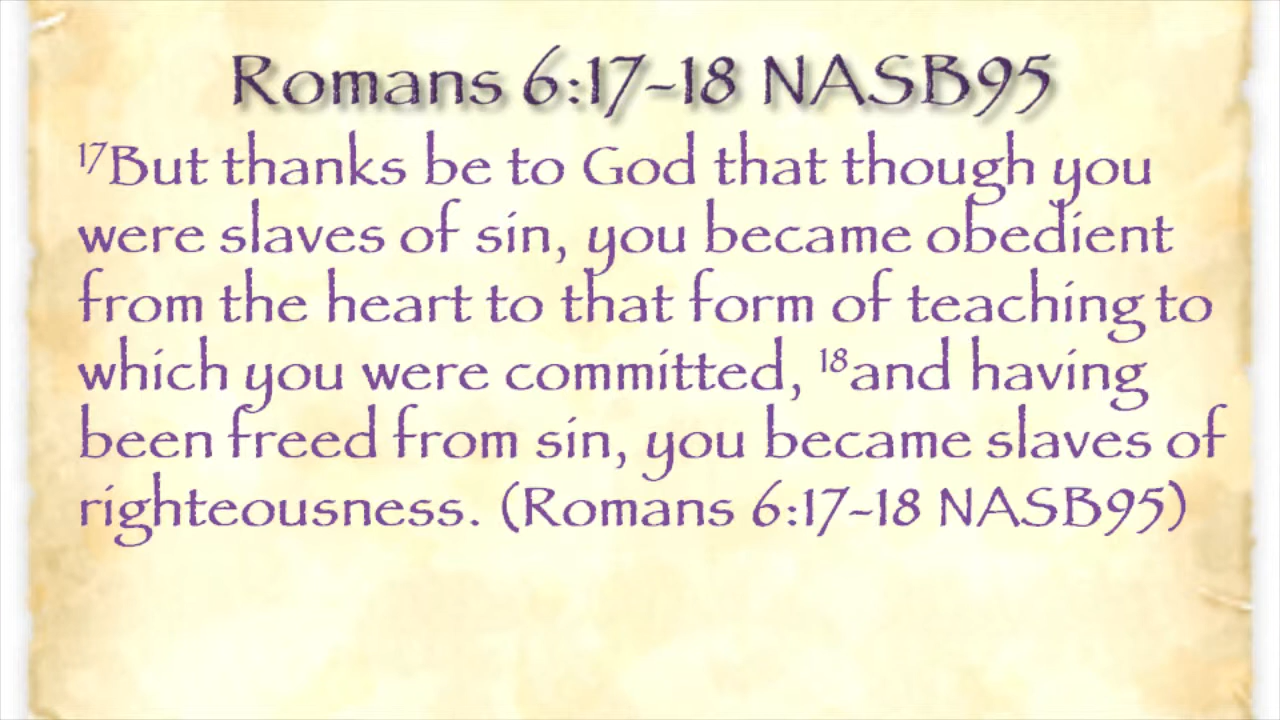 Romans 6:17-18 NASB95
17But thanks be to God that though you
were slaves of sin, you became obedient
from the heart to that form of teaching to
which you were committed, 18and having
been freed from sin, you became slaves of
righteousness. (Romans 6:17-18 NASB95)